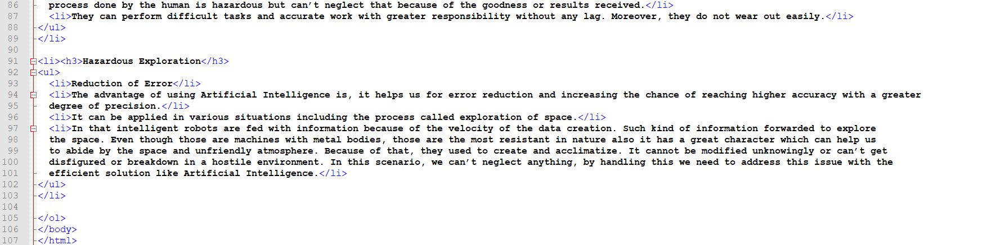 86 process done by the human is hazardous but can't neglect that because of the goodness or results received.</li>
87 <li>They can perform difficult tasks and accurate work with greater responsibility without any lag. Moreover, they do not wear out easily.</li>
88 </ul>
89 </li>
90
91 <li><h3>Hazardous Exploration</h3>
92 <ul>
93 <li>Reduction of Error</li>
94 <li>The advantage of using Artificial Intelligence is, it helps us for error reduction and increasing the chance of reaching higher accuracy with a greater
95 degree of precision.</li>
96 <li>It can be applied in various situations including the process called exploration of space.</li>
97 <li>In that intelligent robots are fed with information because of the velocity of the data creation. Such kind of information forwarded to explore
98 the space. Even though those are machines with metal bodies, those are the most resistant in nature also it has a great character which can help us
99 to abide by the space and unfriendly atmosphere. Because of that, they used to create and acclimatize. It cannot be modified unknowingly or can't get
100 disfigured or breakdown in a hostile environment. In this scenario, we can't neglect anything, by handling this we need to address this issue with the
101 efficient solution like Artificial Intelligence.</li>
102 </ul>
103 </li>
104
105 </ol>
106 </body>
107 </html>